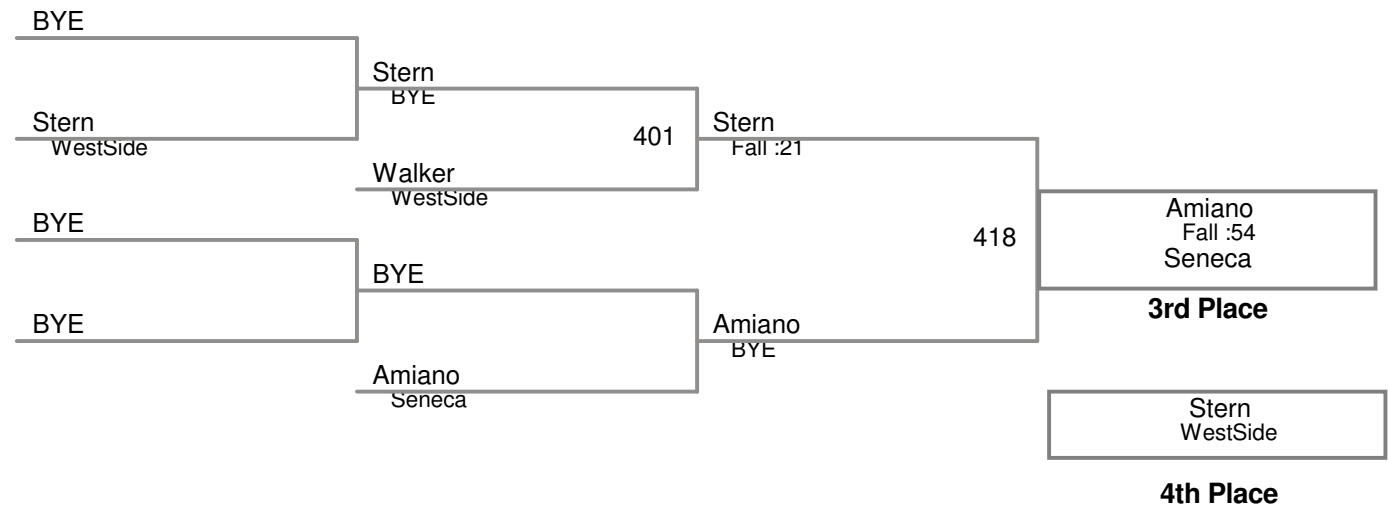 BYE
Stern
BYE
Stern
WestSide
401
Stern
Fall :21
Walker
WestSide
BYE
418
Amiano
Fall :54
Seneca
3rd Place
BYE
BYE
Amiano
BYE
Amiano
Seneca
Stern
WestSide
4th Place